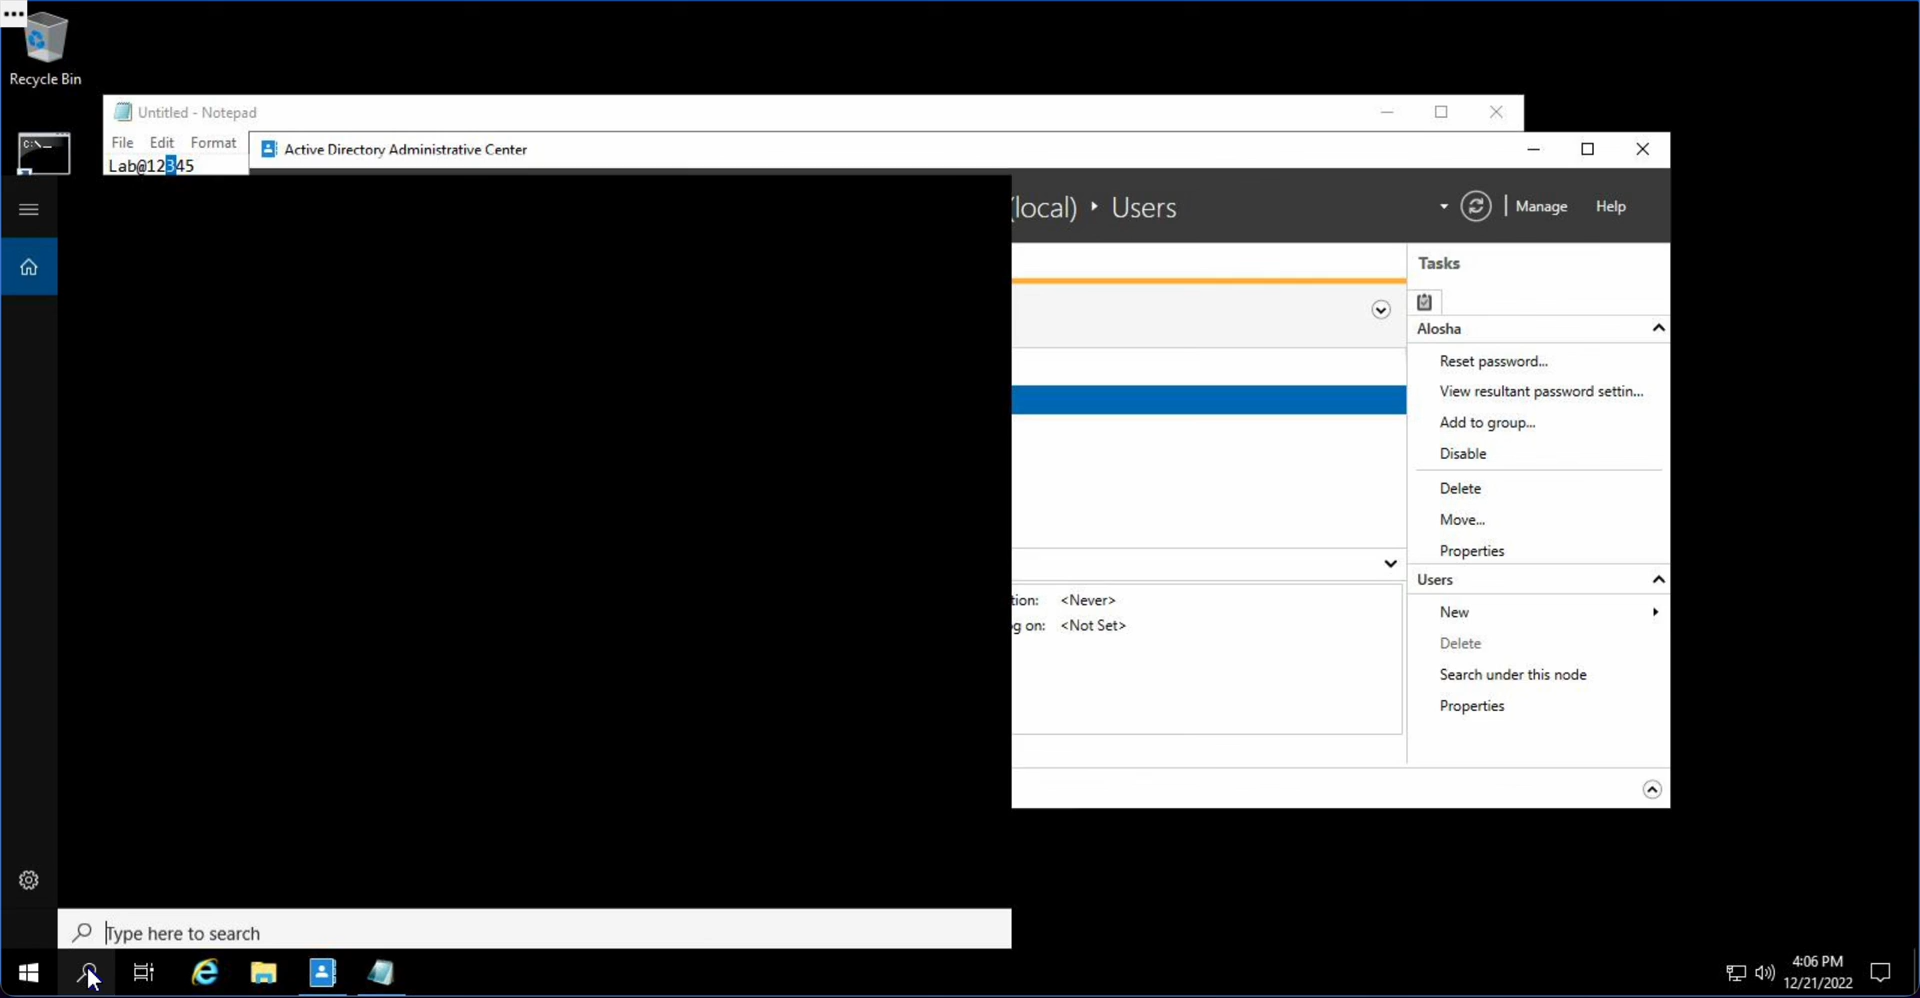 Recycle Bin
Untitled - Notepad
File Edit Format
Lab@12345
C:\._
Active Directory Administrative Center
(local) Users
Manage Help
Tasks
Alosha
Reset password...
View resultant password settin...
Add to group...
Disable
Delete
Move...
Properties
Users
New
Delete
Search under this node
Properties
tion: <Never>
g on: <Not Set>
Type here to search
4:06 PM
12/21/2022